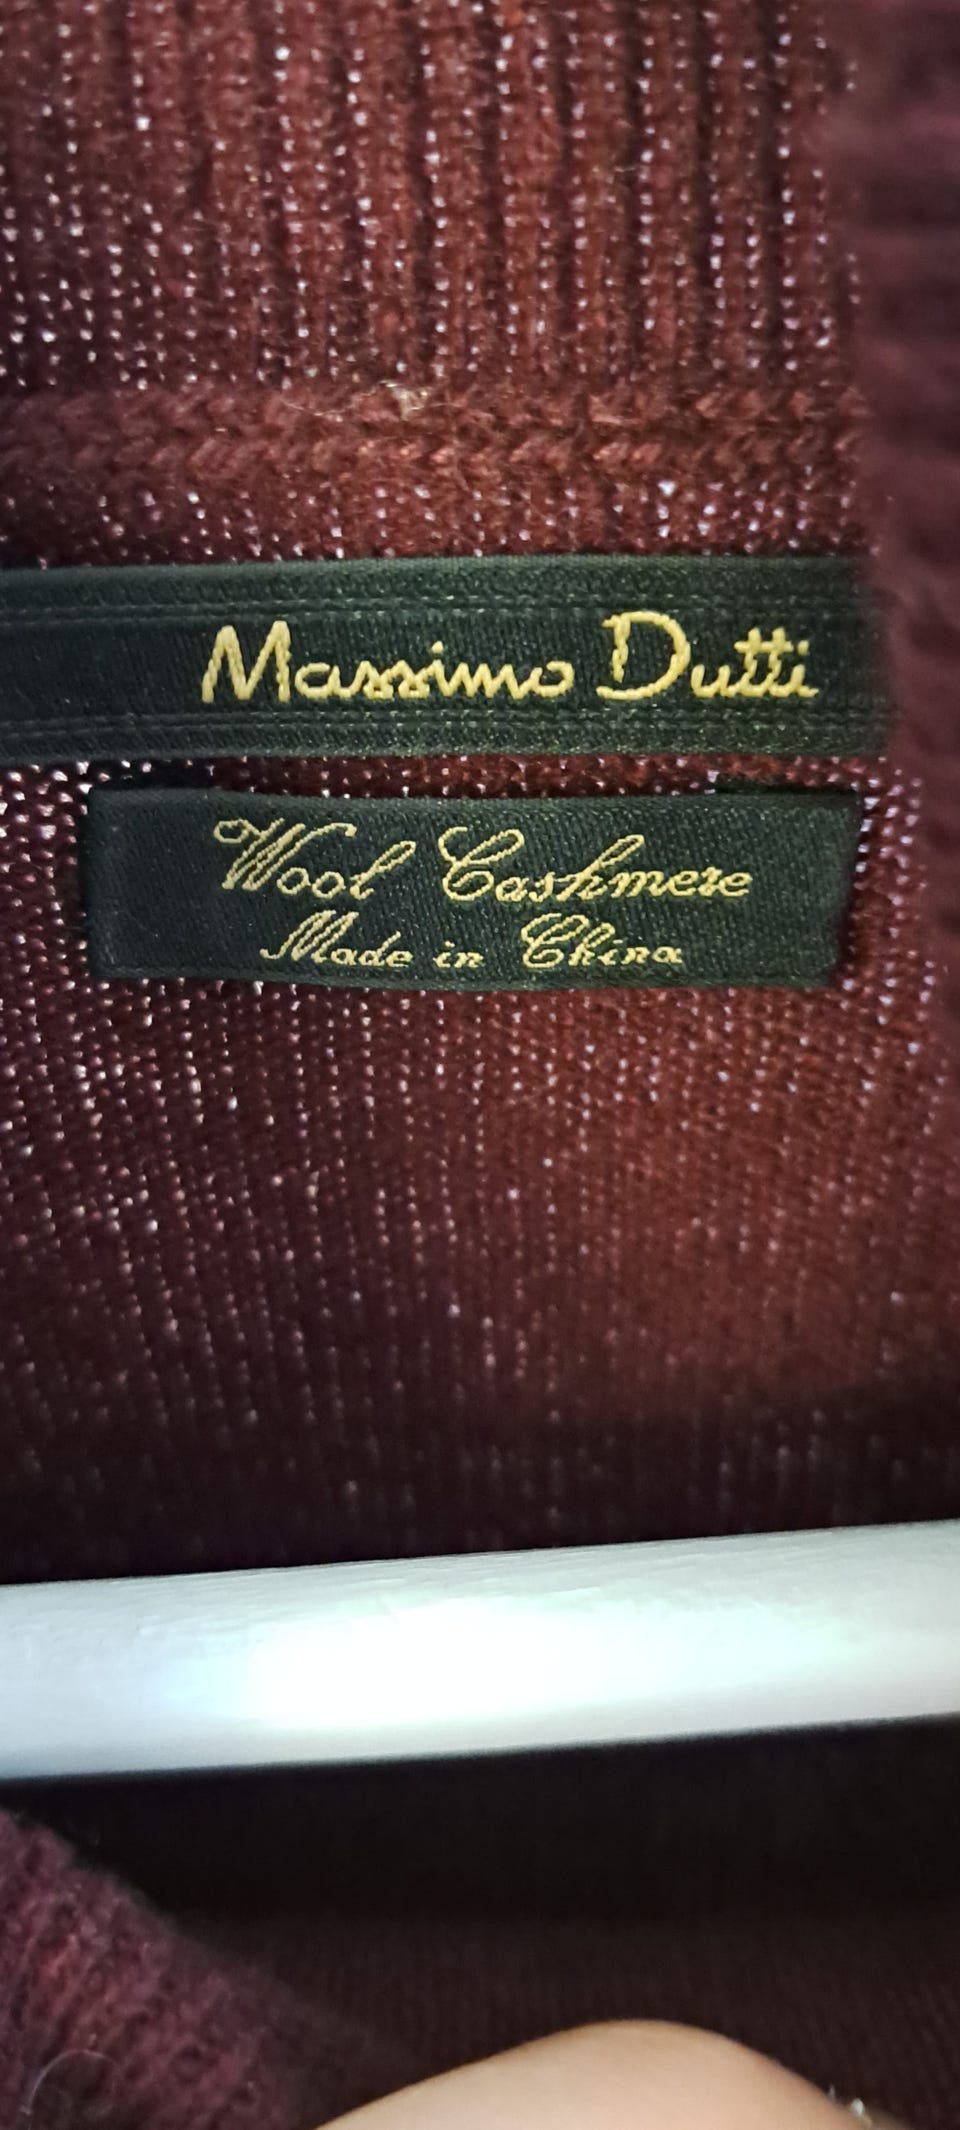 Massimo Dutti
Wool Cashmere
Made in China